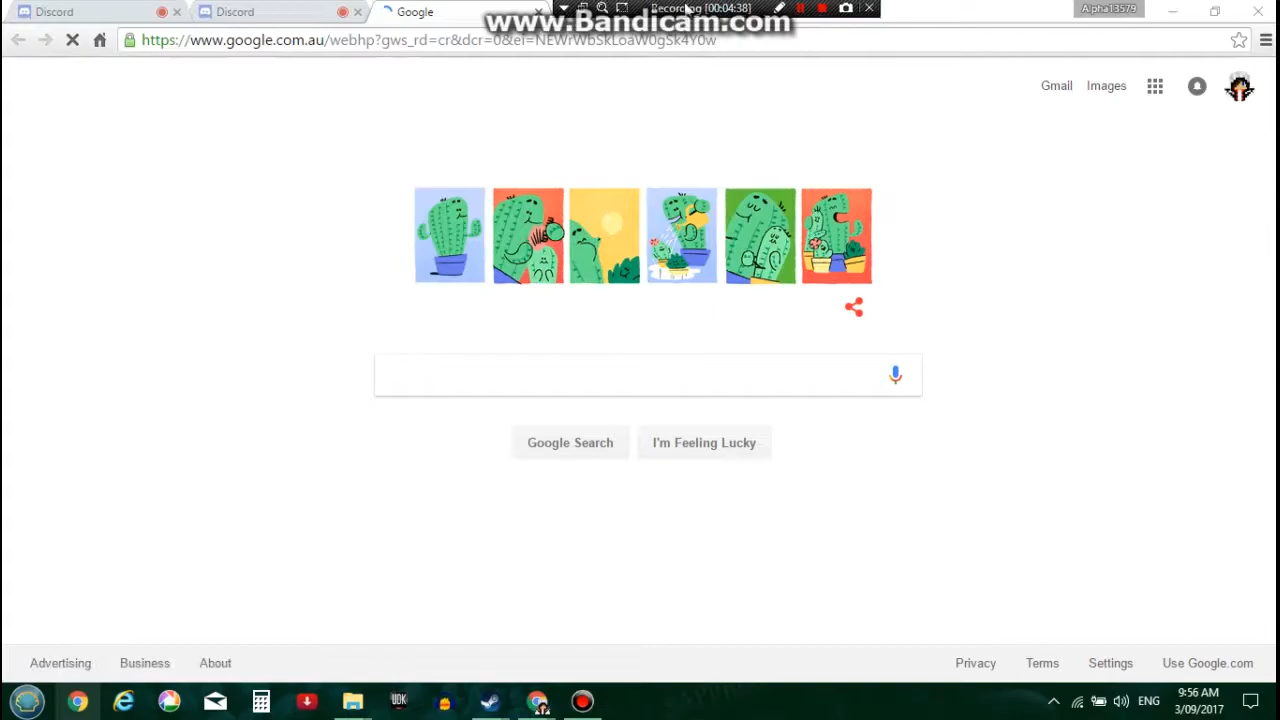 Discord
Discord
Google
Recording [00:04:38]
Alpha13579
www.Bandicam.com
https://www.google.com.au/webhp?gws_rd=cr&dcr=0&ei=NEWrWbSkLoaW0gSk4Y0w
Gmail
Images
Google Search
I'm Feeling Lucky
Advertising
Business
About
Privacy
Terms
Settings
Use Google.com
UDK
ENG
9:56 AM
3/09/2017